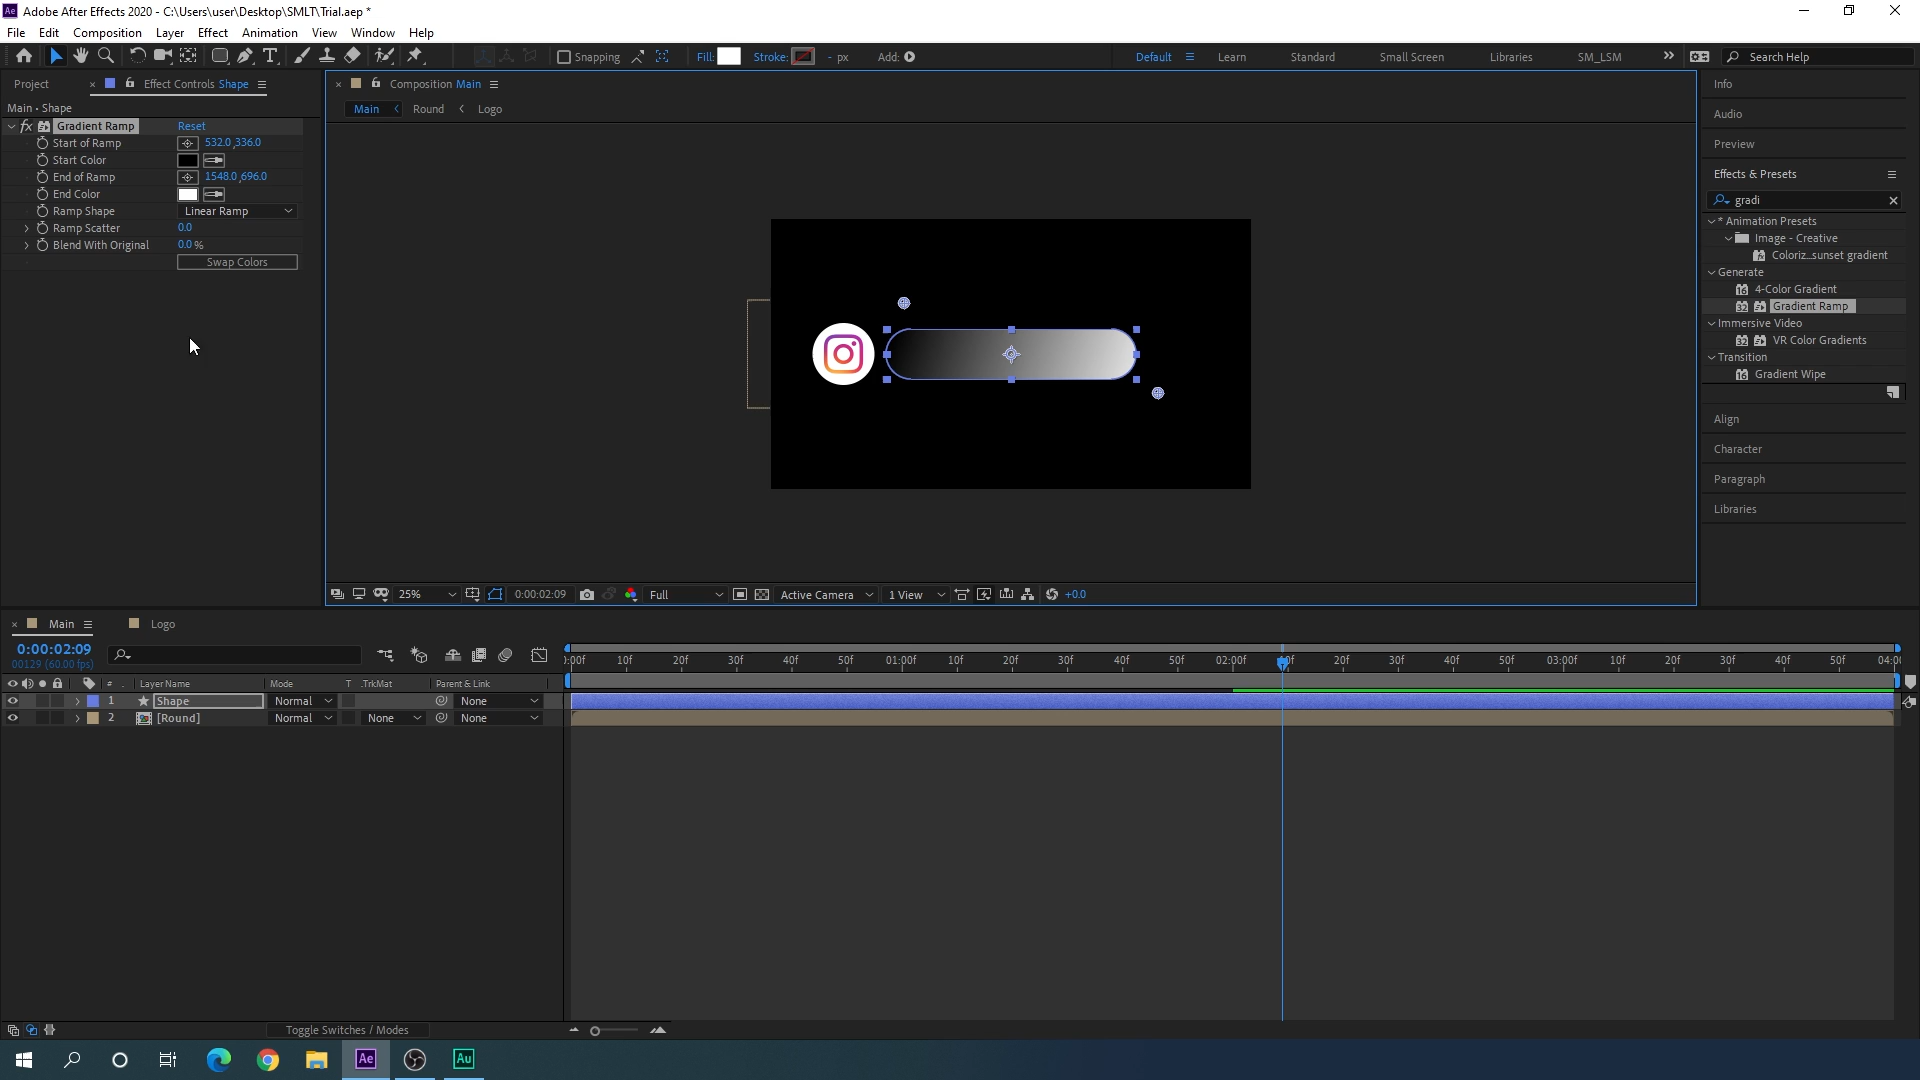 Ae Adobe After Effects 2020 - C:\Users\user\Desktop\SMLT\Trial.aep *
File Edit Composition Layer Effect Animation View Window Help
Snapping Fill: Stroke: - px Add: Default Learn Standard Small Screen Libraries SM_LSM Search Help
Project Effect Controls Shape
Composition Main
Info
Main • Shape
Main Round Logo
fx Gradient Ramp Reset
Audio
Start of Ramp 532.0,336.0
Start Color
Preview
End of Ramp 1548.0,696.0
Effects & Presets
End Color
gradi
Ramp Shape Linear Ramp
* Animation Presets
Ramp Scatter 0.0
Image - Creative
Blend With Original 0.0 %
Coloriz...sunset gradient
Swap Colors
Generate
4-Color Gradient
Gradient Ramp
Immersive Video
VR Color Gradients
Transition
Gradient Wipe
Align
Character
Paragraph
Libraries
25% 0:00:02:09 Full Active Camera 1 View +0.0
Main Logo
0:00:02:09
00129 (60.00 fps)
:00f 10f 20f 30f 40f 50f 01:00f 10f 20f 30f 40f 50f 02:00f 20f 30f 40f 50f 03:00f 10f 20f 30f 40f 50f 04:00
# Layer Name Mode T .TrkMat Parent & Link
1 Shape Normal None
2 [Round] Normal None None
Toggle Switches / Modes
Ae Au